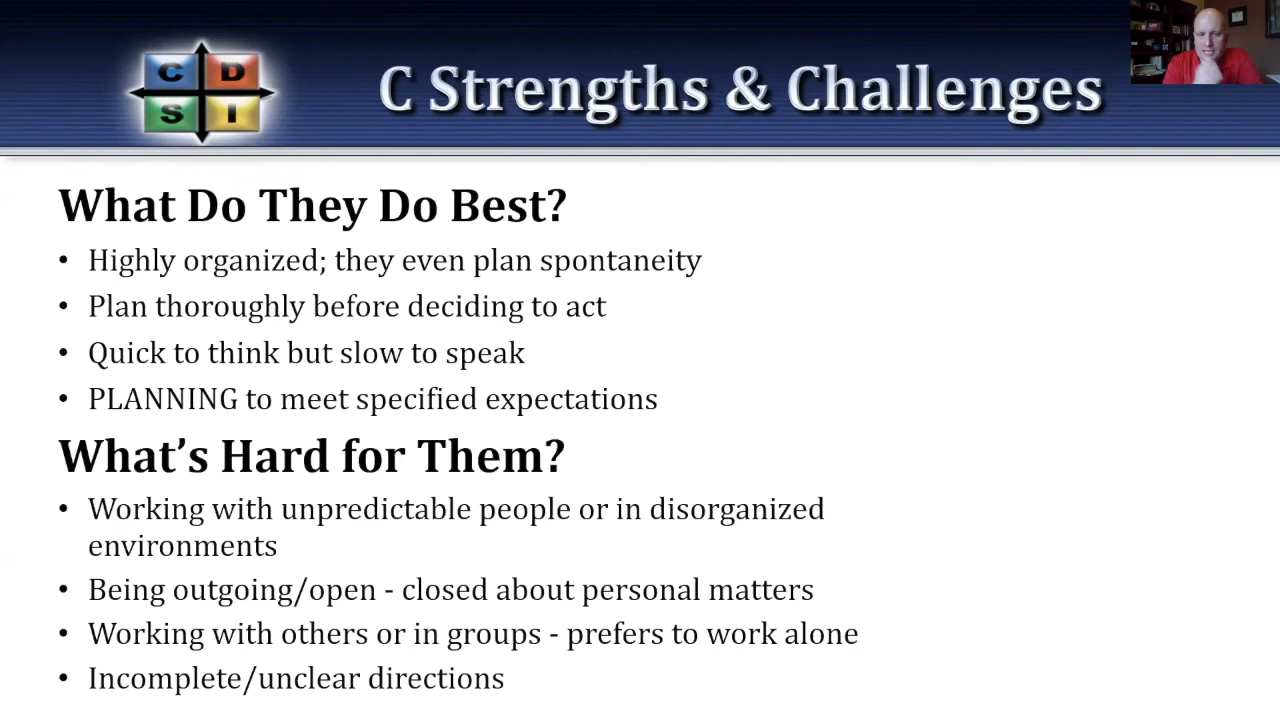 C D
S I
C Strengths & Challenges
What Do They Do Best?
• Highly organized; they even plan spontaneity
• Plan thoroughly before deciding to act
• Quick to think but slow to speak
• PLANNING to meet specified expectations
What’s Hard for Them?
• Working with unpredictable people or in disorganized
environments
• Being outgoing/open - closed about personal matters
• Working with others or in groups - prefers to work alone
• Incomplete/unclear directions